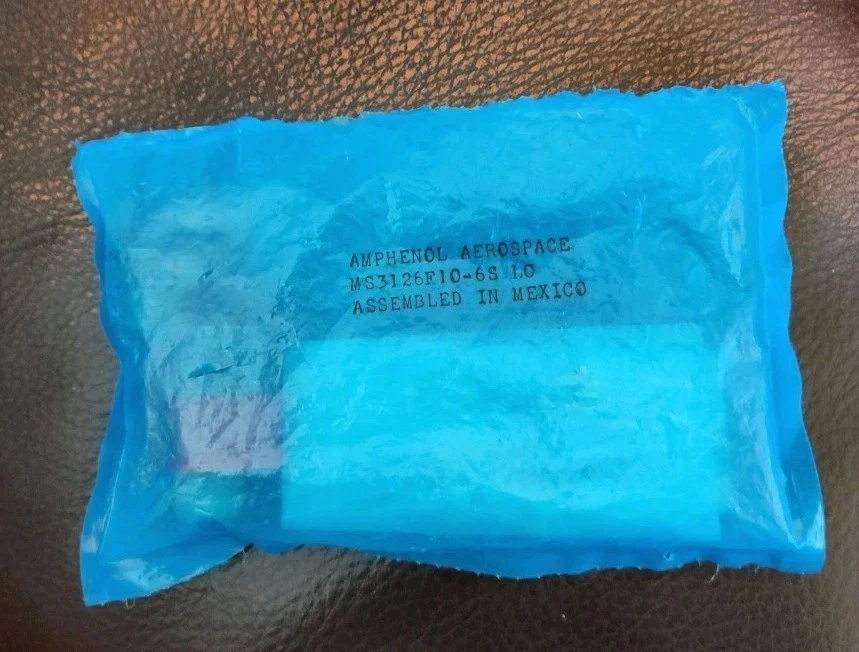 AMPHENOL AEROSPACE
MS3126F10-6S LC
ASSEMBLED IN MEXICO